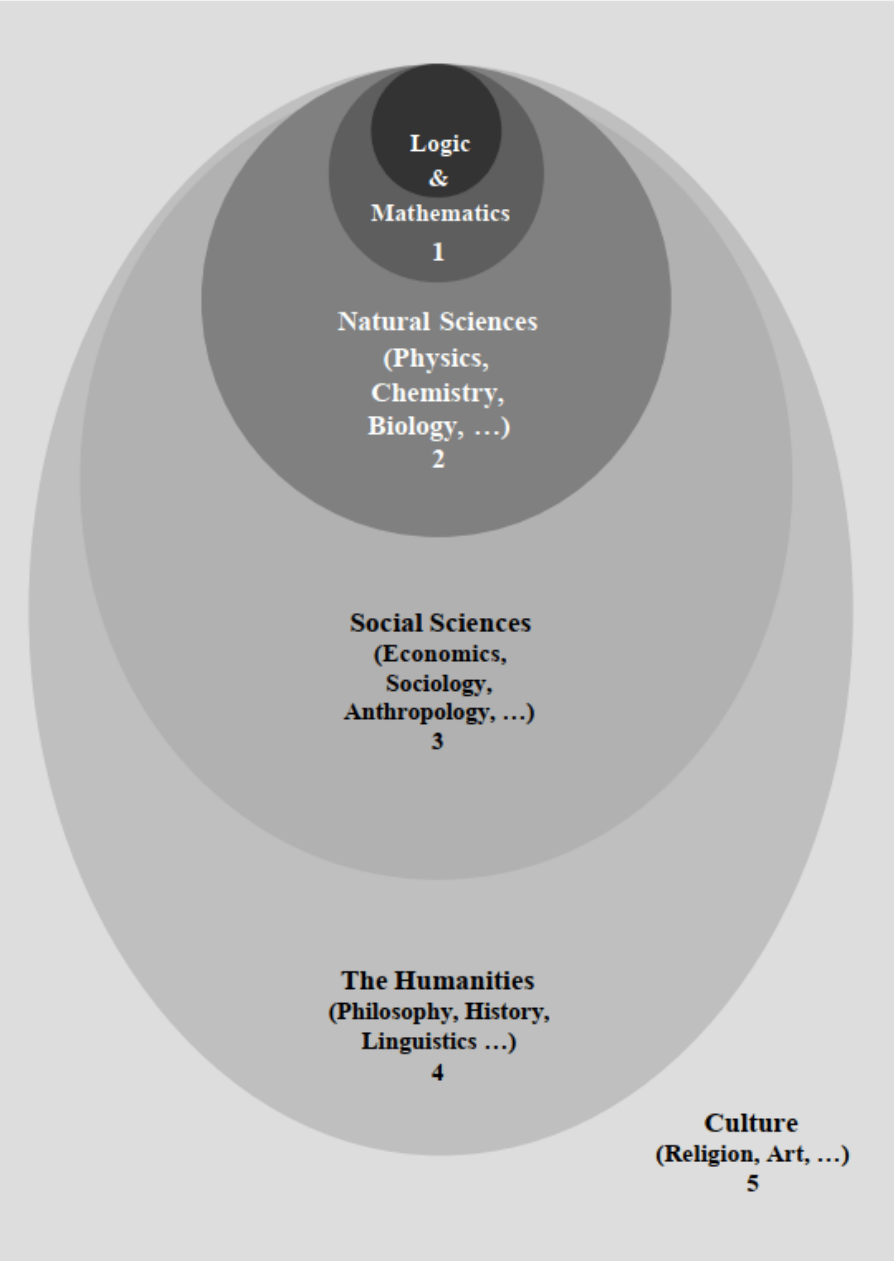 Logic
&
Mathematics
1
Natural Sciences
(Physics,
Chemistry,
Biology, …)
2
Social Sciences
(Economics,
Sociology,
Anthropology, …)
3
The Humanities
(Philosophy, History,
Linguistics …)
4
Culture
(Religion, Art, …)
5